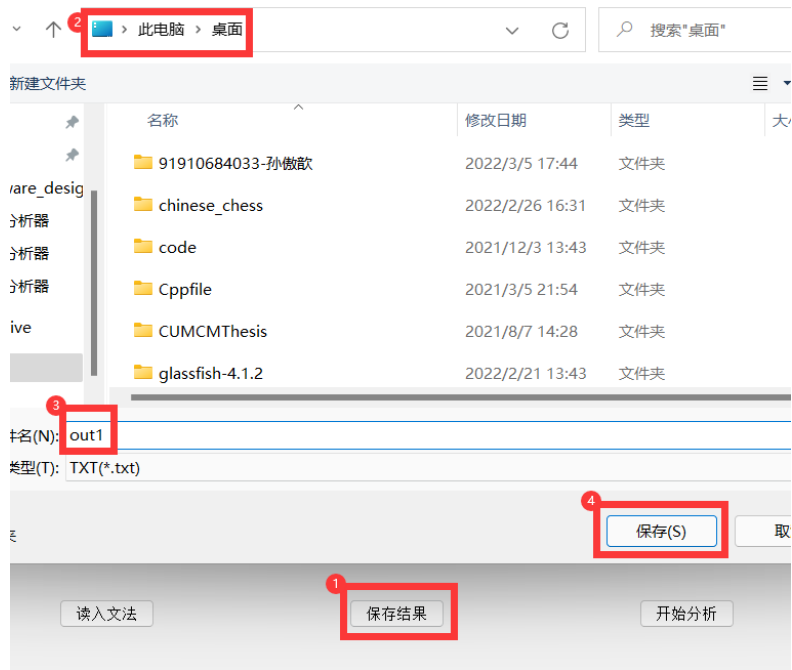 2 此电脑 › 桌面 搜索"桌面"
新建文件夹
名称 修改日期 类型 大小
91910684033-孙傲歆 2022/3/5 17:44 文件夹
ware_desig
chinese_chess 2022/2/26 16:31 文件夹
分析器
code 2021/12/3 13:43 文件夹
分析器
Cppfile 2021/3/5 21:54 文件夹
分析器
CUMCMThesis 2021/8/7 14:28 文件夹
ive
glassfish-4.1.2 2022/2/21 13:43 文件夹
3
件名(N): out1
类型(T): TXT(*.txt)
4
保存(S) 取
1
读入文法 保存结果 开始分析